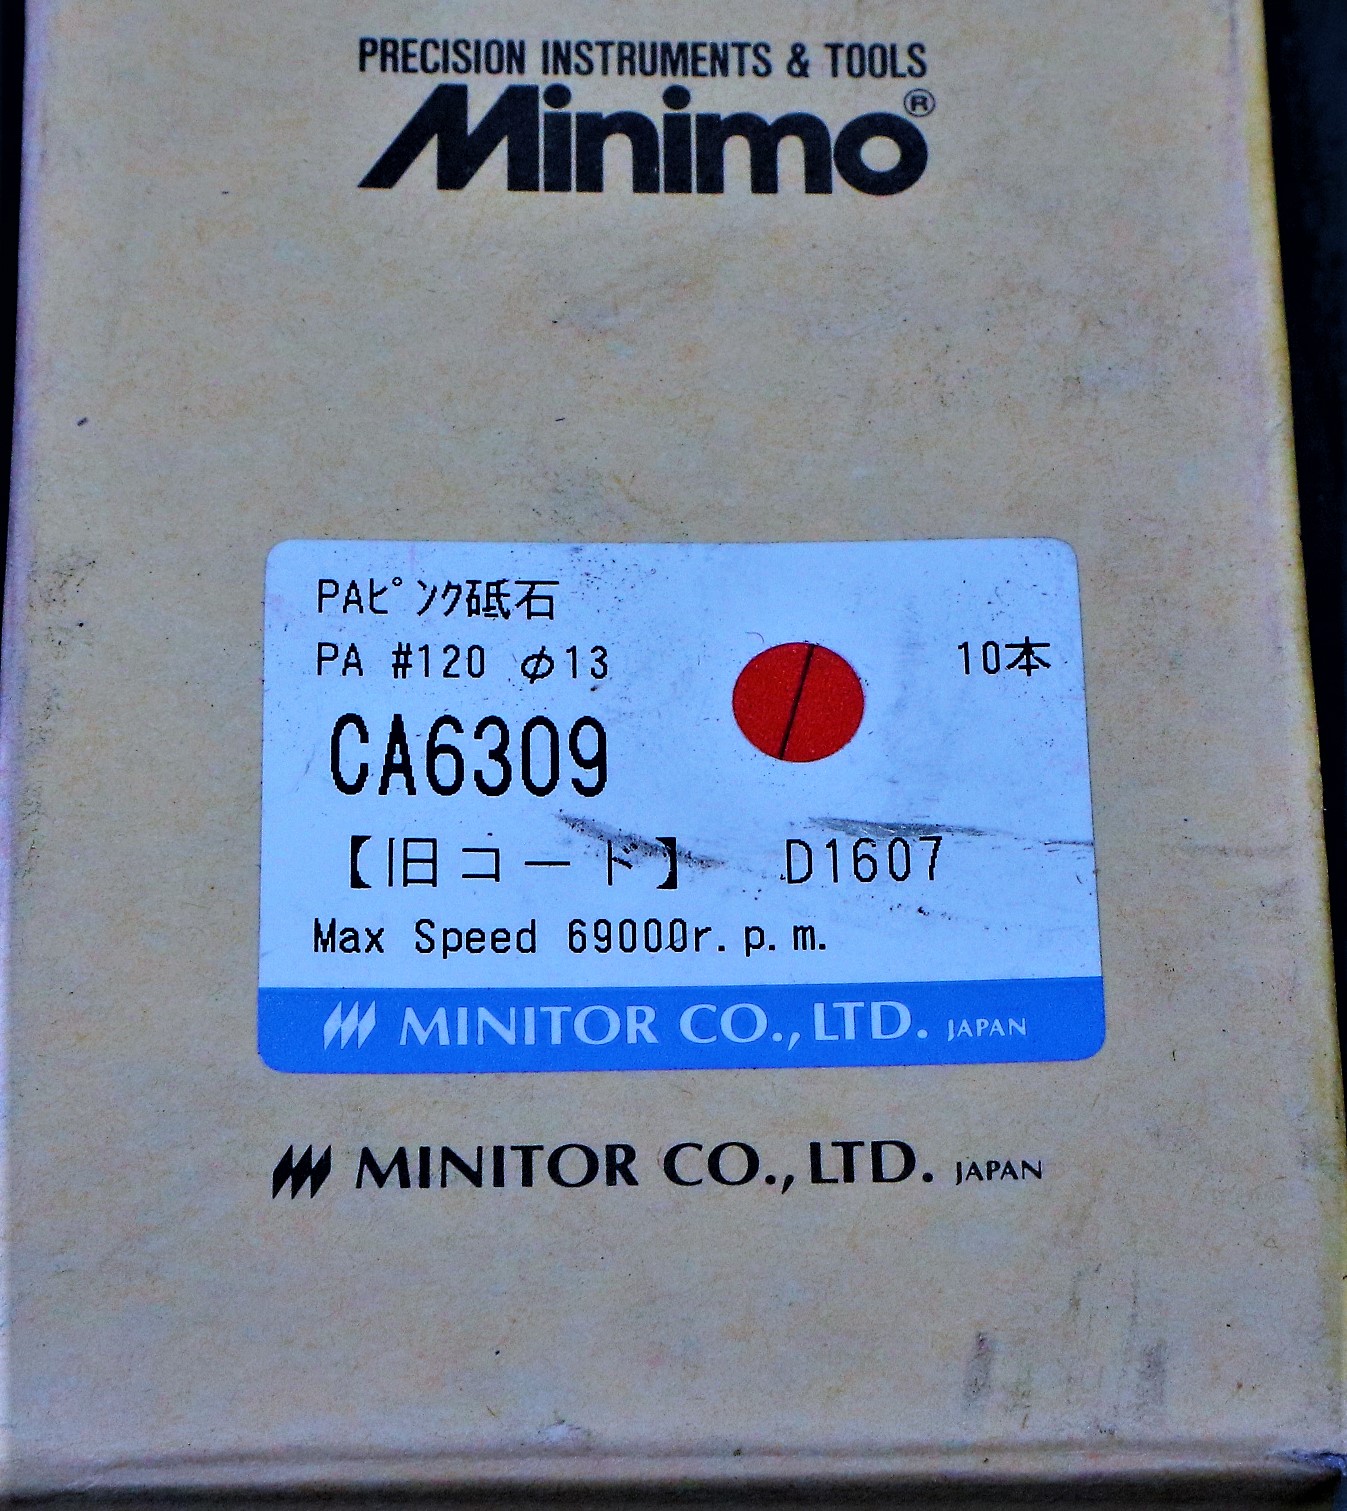 PRECISION INSTRUMENTS & TOOLS
Minimo®
PAﾋﾟﾝｸ砥石
PA #120 φ13
10本
CA6309
【旧コード】 D1607
Max Speed 69000r.p.m.
MINITOR CO.,LTD. JAPAN
MINITOR CO.,LTD. JAPAN